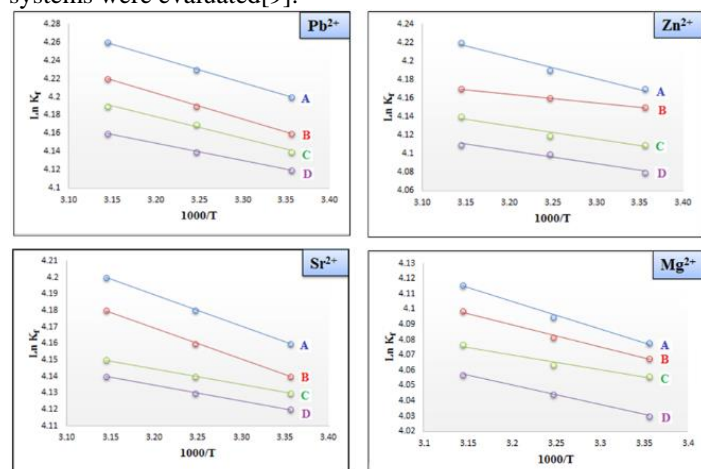 systems were evaluated[9].
Pb2+
4.28
4.26
4.24
4.22
4.2
4.18
4.16
4.14
4.12
4.1
Ln Kf
A
B
C
D
3.10 3.15 3.20 3.25 3.30 3.35 3.40
1000/T
Zn2+
4.24
4.22
4.2
4.18
4.16
4.14
4.12
4.10
4.08
4.06
Ln Kf
A
B
C
D
3.10 3.15 3.20 3.25 3.30 3.35 3.40
1000/T
Sr2+
4.21
4.2
4.19
4.18
4.17
4.16
4.15
4.14
4.13
4.12
4.11
Ln Kf
A
B
C
D
3.10 3.15 3.20 3.25 3.30 3.35 3.40
1000/T
Mg2+
4.13
4.12
4.11
4.1
4.09
4.08
4.07
4.06
4.05
4.04
4.03
4.02
Ln Kf
A
B
C
D
3.1 3.15 3.2 3.25 3.3 3.35 3.4
1000/T